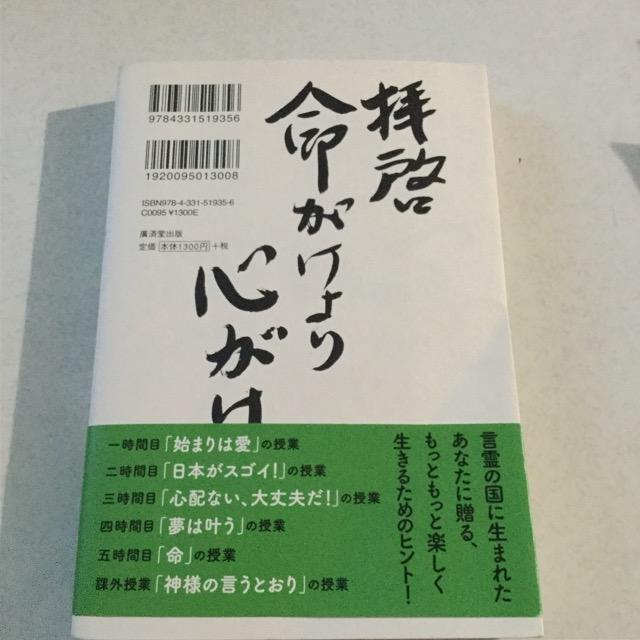 拝啓
命がけより
心がけ
9784331519356
1920095013008
ISBN978-4-331-51935-6
C0095 ¥1300E
廣済堂出版
定価 本体1300円 +税
言霊の国に生まれた
あなたに贈る、
もっともっと楽しく
生きるためのヒント!
一時間目「始まりは愛」の授業
二時間目「日本がスゴイ!」の授業
三時間目「心配ない、大丈夫だ!」の授業
四時間目「夢は叶う」の授業
五時間目「命」の授業
課外授業「神様の言うとおり」の授業